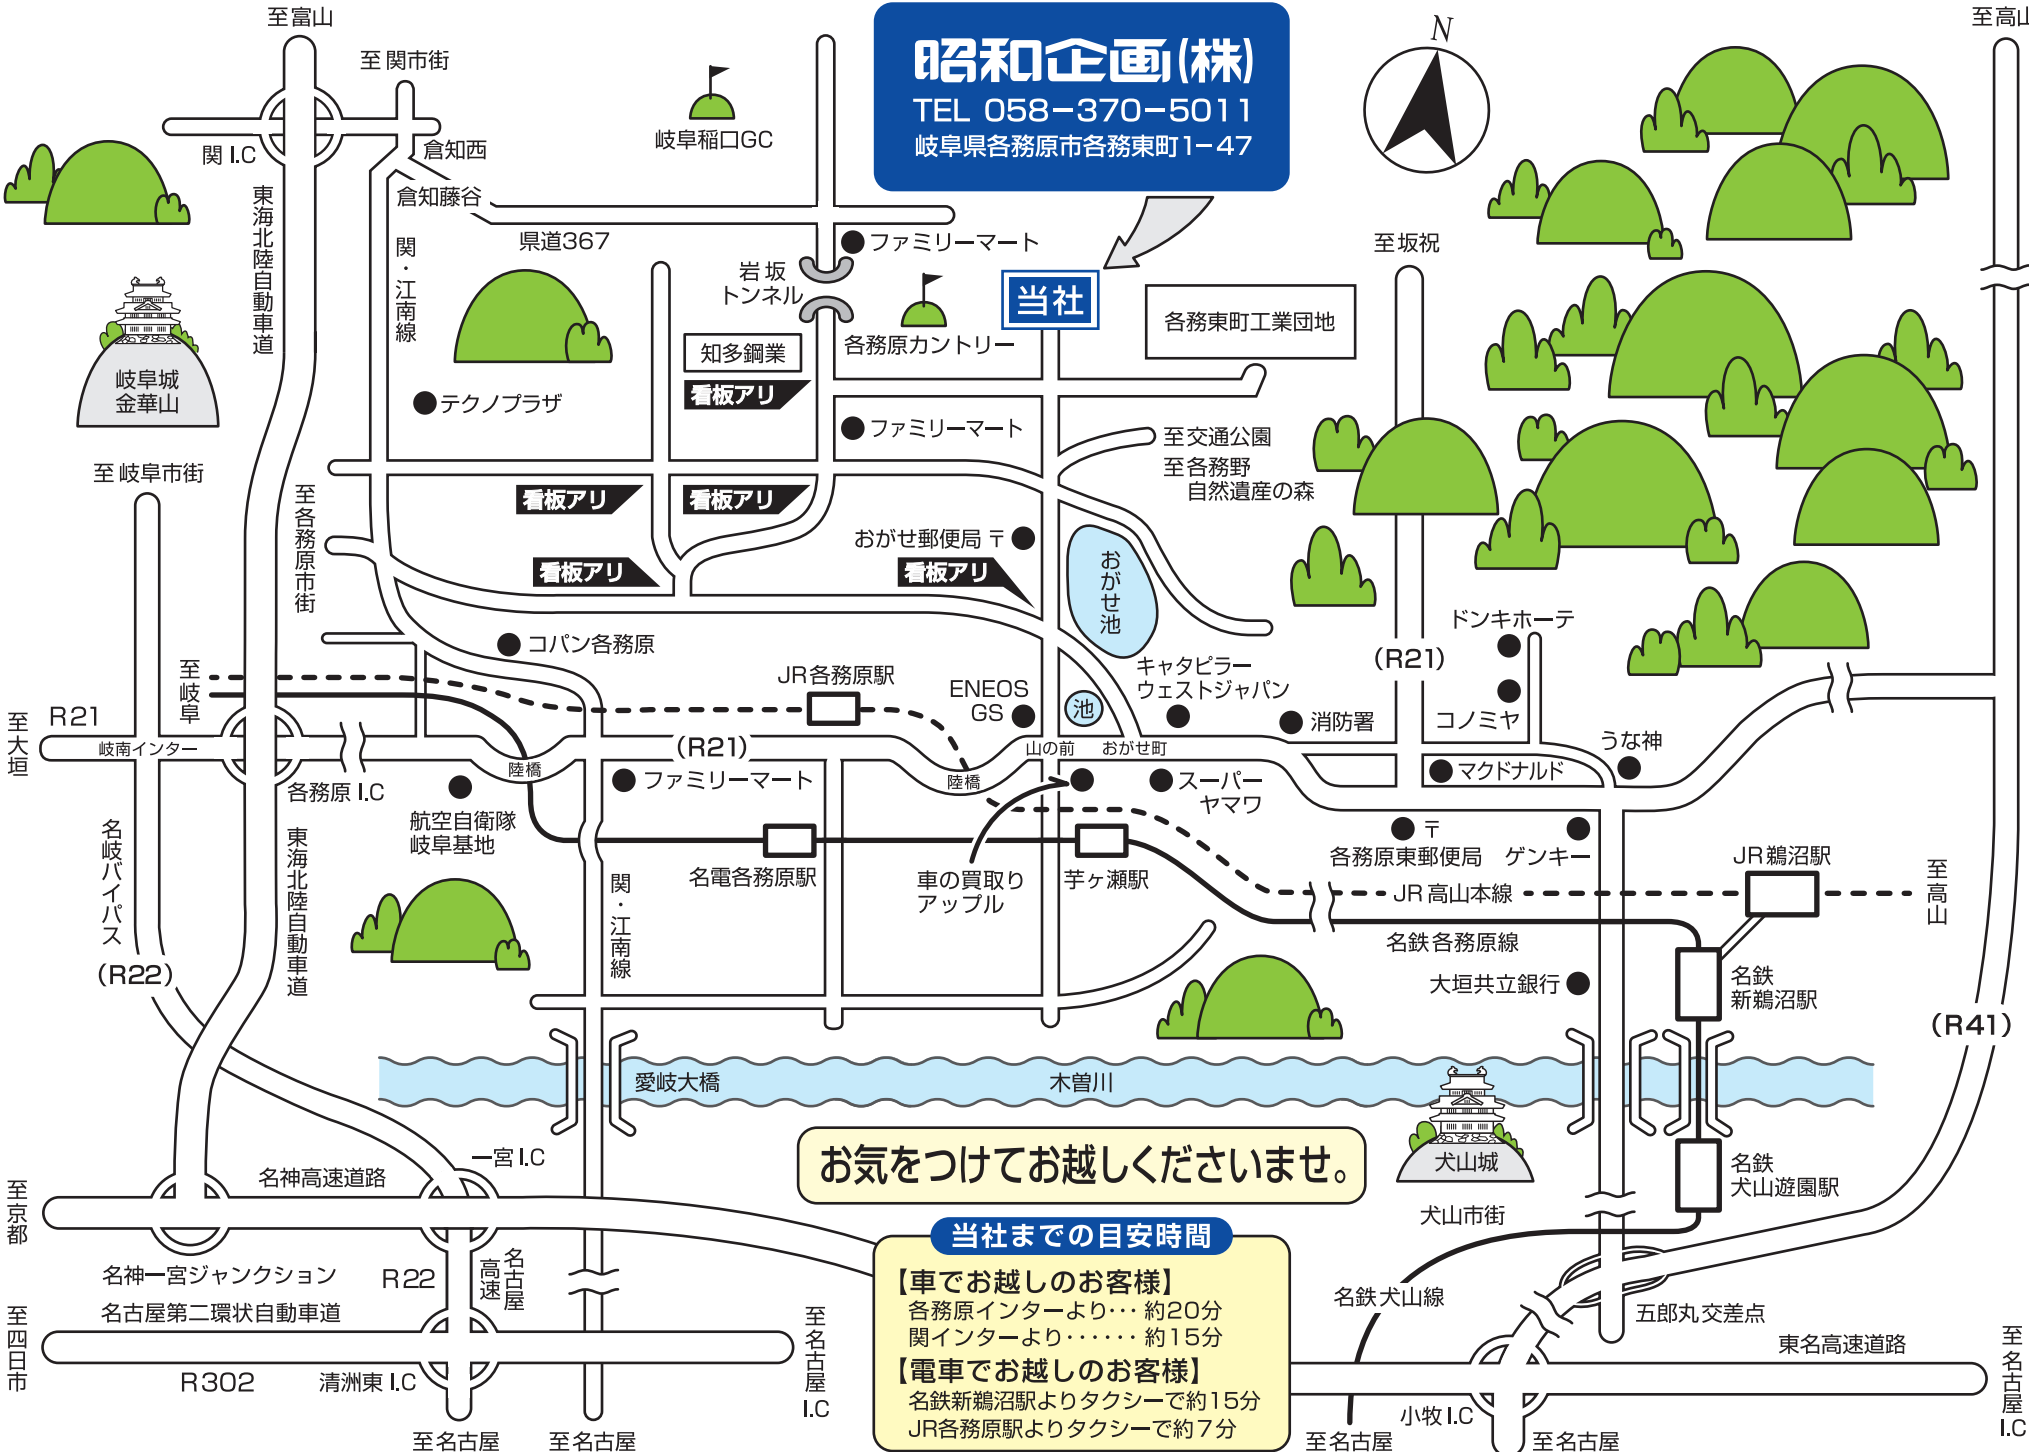 至富山
至関市街
至高山
昭和企画(株)
TEL 058-370-5011
岐阜県各務原市各務東町1-47
N
岐阜稲口GC
関 I.C
倉知西
倉知藤谷
県道367
東海北陸自動車道
関・江南線
ファミリーマート
岩坂
トンネル
至坂祝
当社
各務東町工業団地
各務原カントリー
知多鋼業
看板アリ
岐阜城
金華山
テクノプラザ
ファミリーマート
至交通公園
至各務野
自然遺産の森
至岐阜市街
至各務原市街
看板アリ
看板アリ
おがせ郵便局 〒
看板アリ
看板アリ
おがせ池
コパン各務原
ドンキホーテ
(R21)
至岐阜
JR各務原駅
ENEOS
GS
池
キャタピラー
ウェストジャパン
消防署
コノミヤ
うな神
至大垣
R21
岐南インター
(R21)
山の前
おがせ町
陸橋
陸橋
各務原 I.C
ファミリーマート
スーパー
ヤマワ
マクドナルド
航空自衛隊
岐阜基地
名岐バイパス
東海北陸自動車道
名電各務原駅
車の買取り
アップル
苧ヶ瀬駅
〒
各務原東郵便局
ゲンキー
JR鵜沼駅
至高山
JR高山本線
関・江南線
名鉄各務原線
(R22)
大垣共立銀行
名鉄
新鵜沼駅
(R41)
愛岐大橋
木曽川
犬山城
一宮 I.C
お気をつけてお越しくださいませ。
名鉄
犬山遊園駅
名神高速道路
至京都
犬山市街
当社までの目安時間
【車でお越しのお客様】
各務原インターより･･･ 約20分
関インターより･･････ 約15分
【電車でお越しのお客様】
名鉄新鵜沼駅よりタクシーで約15分
JR各務原駅よりタクシーで約7分
名神一宮ジャンクション
R22
名古屋
高速
名鉄犬山線
名古屋第二環状自動車道
五郎丸交差点
至四日市
至名古屋I.C
東名高速道路
至名古屋I.C
R302
清洲東 I.C
小牧 I.C
至名古屋
至名古屋
至名古屋
至名古屋